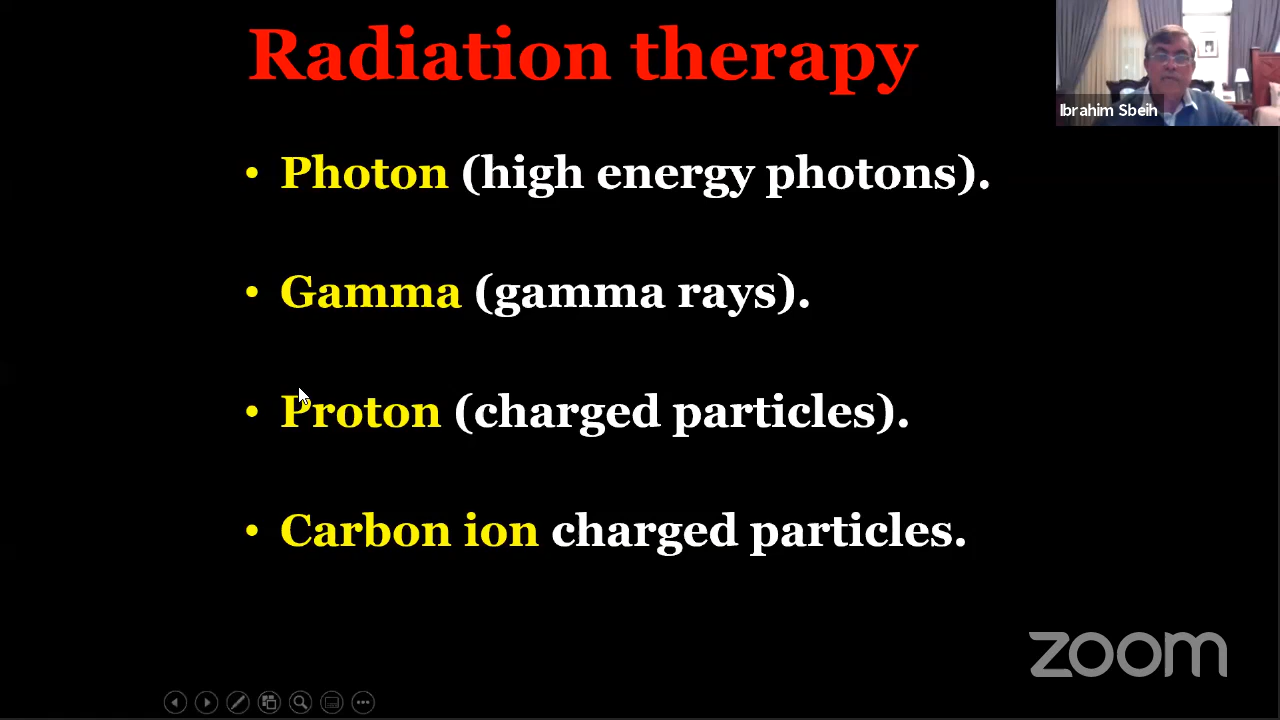 Radiation therapy
Ibrahim Sbeih
• Photon (high energy photons).
• Gamma (gamma rays).
• Proton (charged particles).
• Carbon ion charged particles.
zoom